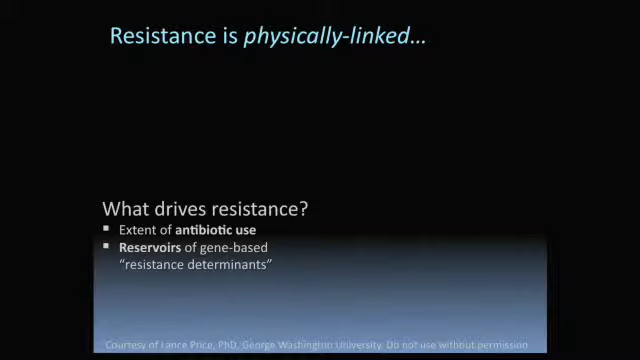 Resistance is physically-linked…
What drives resistance?
▪ Extent of antibiotic use
▪ Reservoirs of gene-based
“resistance determinants”
Courtesy of Lance Price, PhD, George Washington University. Do not use without permission